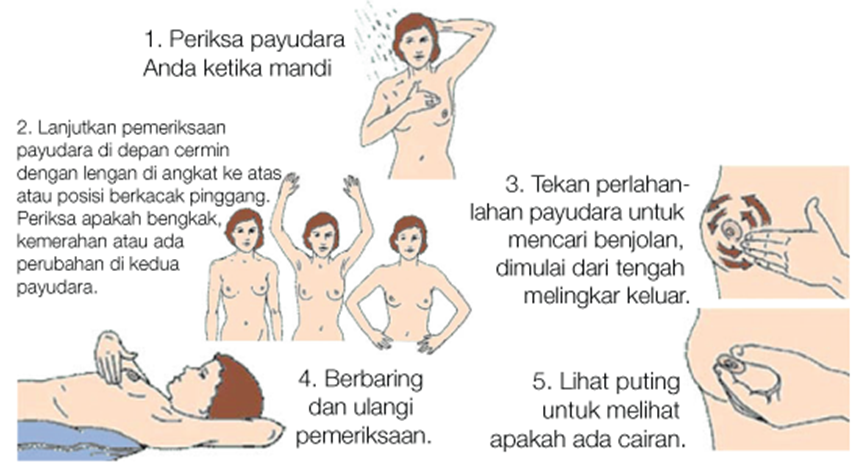 1. Periksa payudara
Anda ketika mandi
2. Lanjutkan pemeriksaan
payudara di depan cermin
dengan lengan di angkat ke atas
atau posisi berkacak pinggang.
Periksa apakah bengkak,
kemerahan atau ada
perubahan di kedua
payudara.
3. Tekan perlahan-
lahan payudara untuk
mencari benjolan,
dimulai dari tengah
melingkar keluar.
4. Berbaring
dan ulangi
pemeriksaan.
5. Lihat puting
untuk melihat
apakah ada cairan.